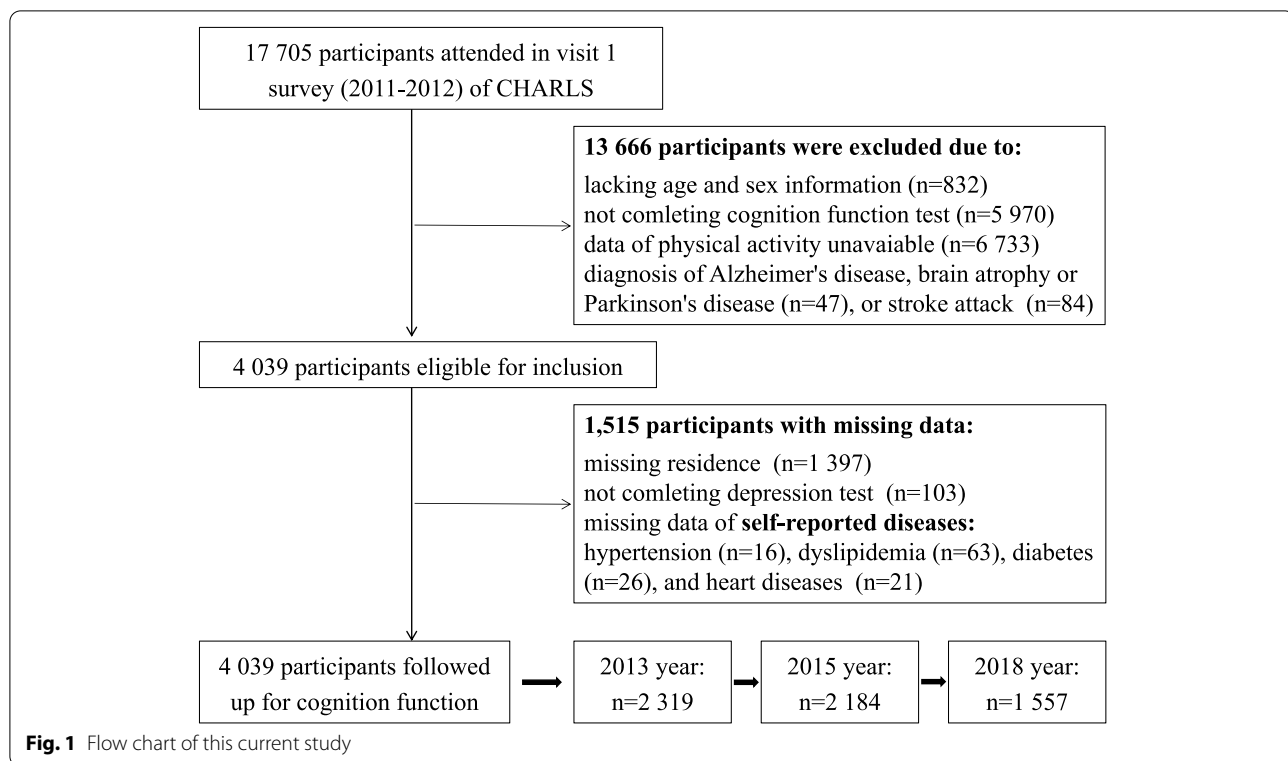 17 705 participants attended in visit 1
survey (2011-2012) of CHARLS
13 666 participants were excluded due to:
lacking age and sex information (n=832)
not comleting cognition function test (n=5 970)
data of physical activity unavaiable (n=6 733)
diagnosis of Alzheimer's disease, brain atrophy or
Parkinson's disease (n=47), or stroke attack (n=84)
4 039 participants eligible for inclusion
1,515 participants with missing data:
missing residence (n=1 397)
not comleting depression test (n=103)
missing data of self-reported diseases:
hypertension (n=16), dyslipidemia (n=63), diabetes
(n=26), and heart diseases (n=21)
4 039 participants followed
up for cognition function
2013 year:
n=2 319
2015 year:
n=2 184
2018 year:
n=1 557
Fig. 1 Flow chart of this current study